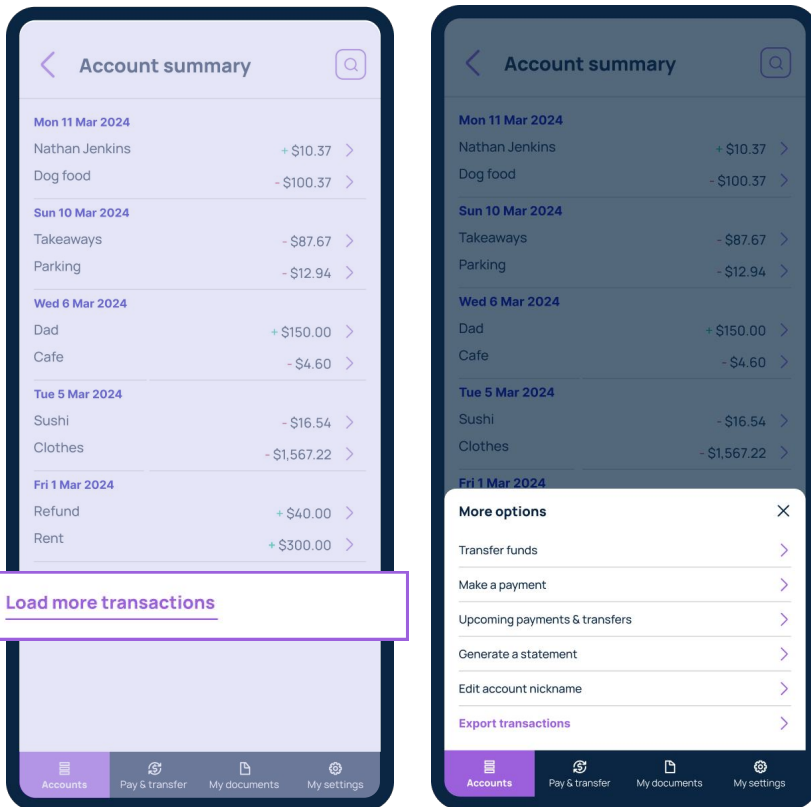 Account summary
Mon 11 Mar 2024
Nathan Jenkins + $10.37
Dog food - $100.37
Sun 10 Mar 2024
Takeaways - $87.67
Parking - $12.94
Wed 6 Mar 2024
Dad + $150.00
Cafe - $4.60
Tue 5 Mar 2024
Sushi - $16.54
Clothes - $1,567.22
Fri 1 Mar 2024
Refund + $40.00
Rent + $300.00
Load more transactions
Accounts Pay & transfer My documents My settings
Account summary
Mon 11 Mar 2024
Nathan Jenkins + $10.37
Dog food - $100.37
Sun 10 Mar 2024
Takeaways - $87.67
Parking - $12.94
Wed 6 Mar 2024
Dad + $150.00
Cafe - $4.60
Tue 5 Mar 2024
Sushi - $16.54
Clothes - $1,567.22
Fri 1 Mar 2024
More options
Transfer funds
Make a payment
Upcoming payments & transfers
Generate a statement
Edit account nickname
Export transactions
Accounts Pay & transfer My documents My settings